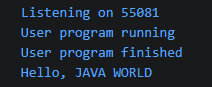 Listening on 55081
User program running
User program finished
Hello, JAVA WORLD